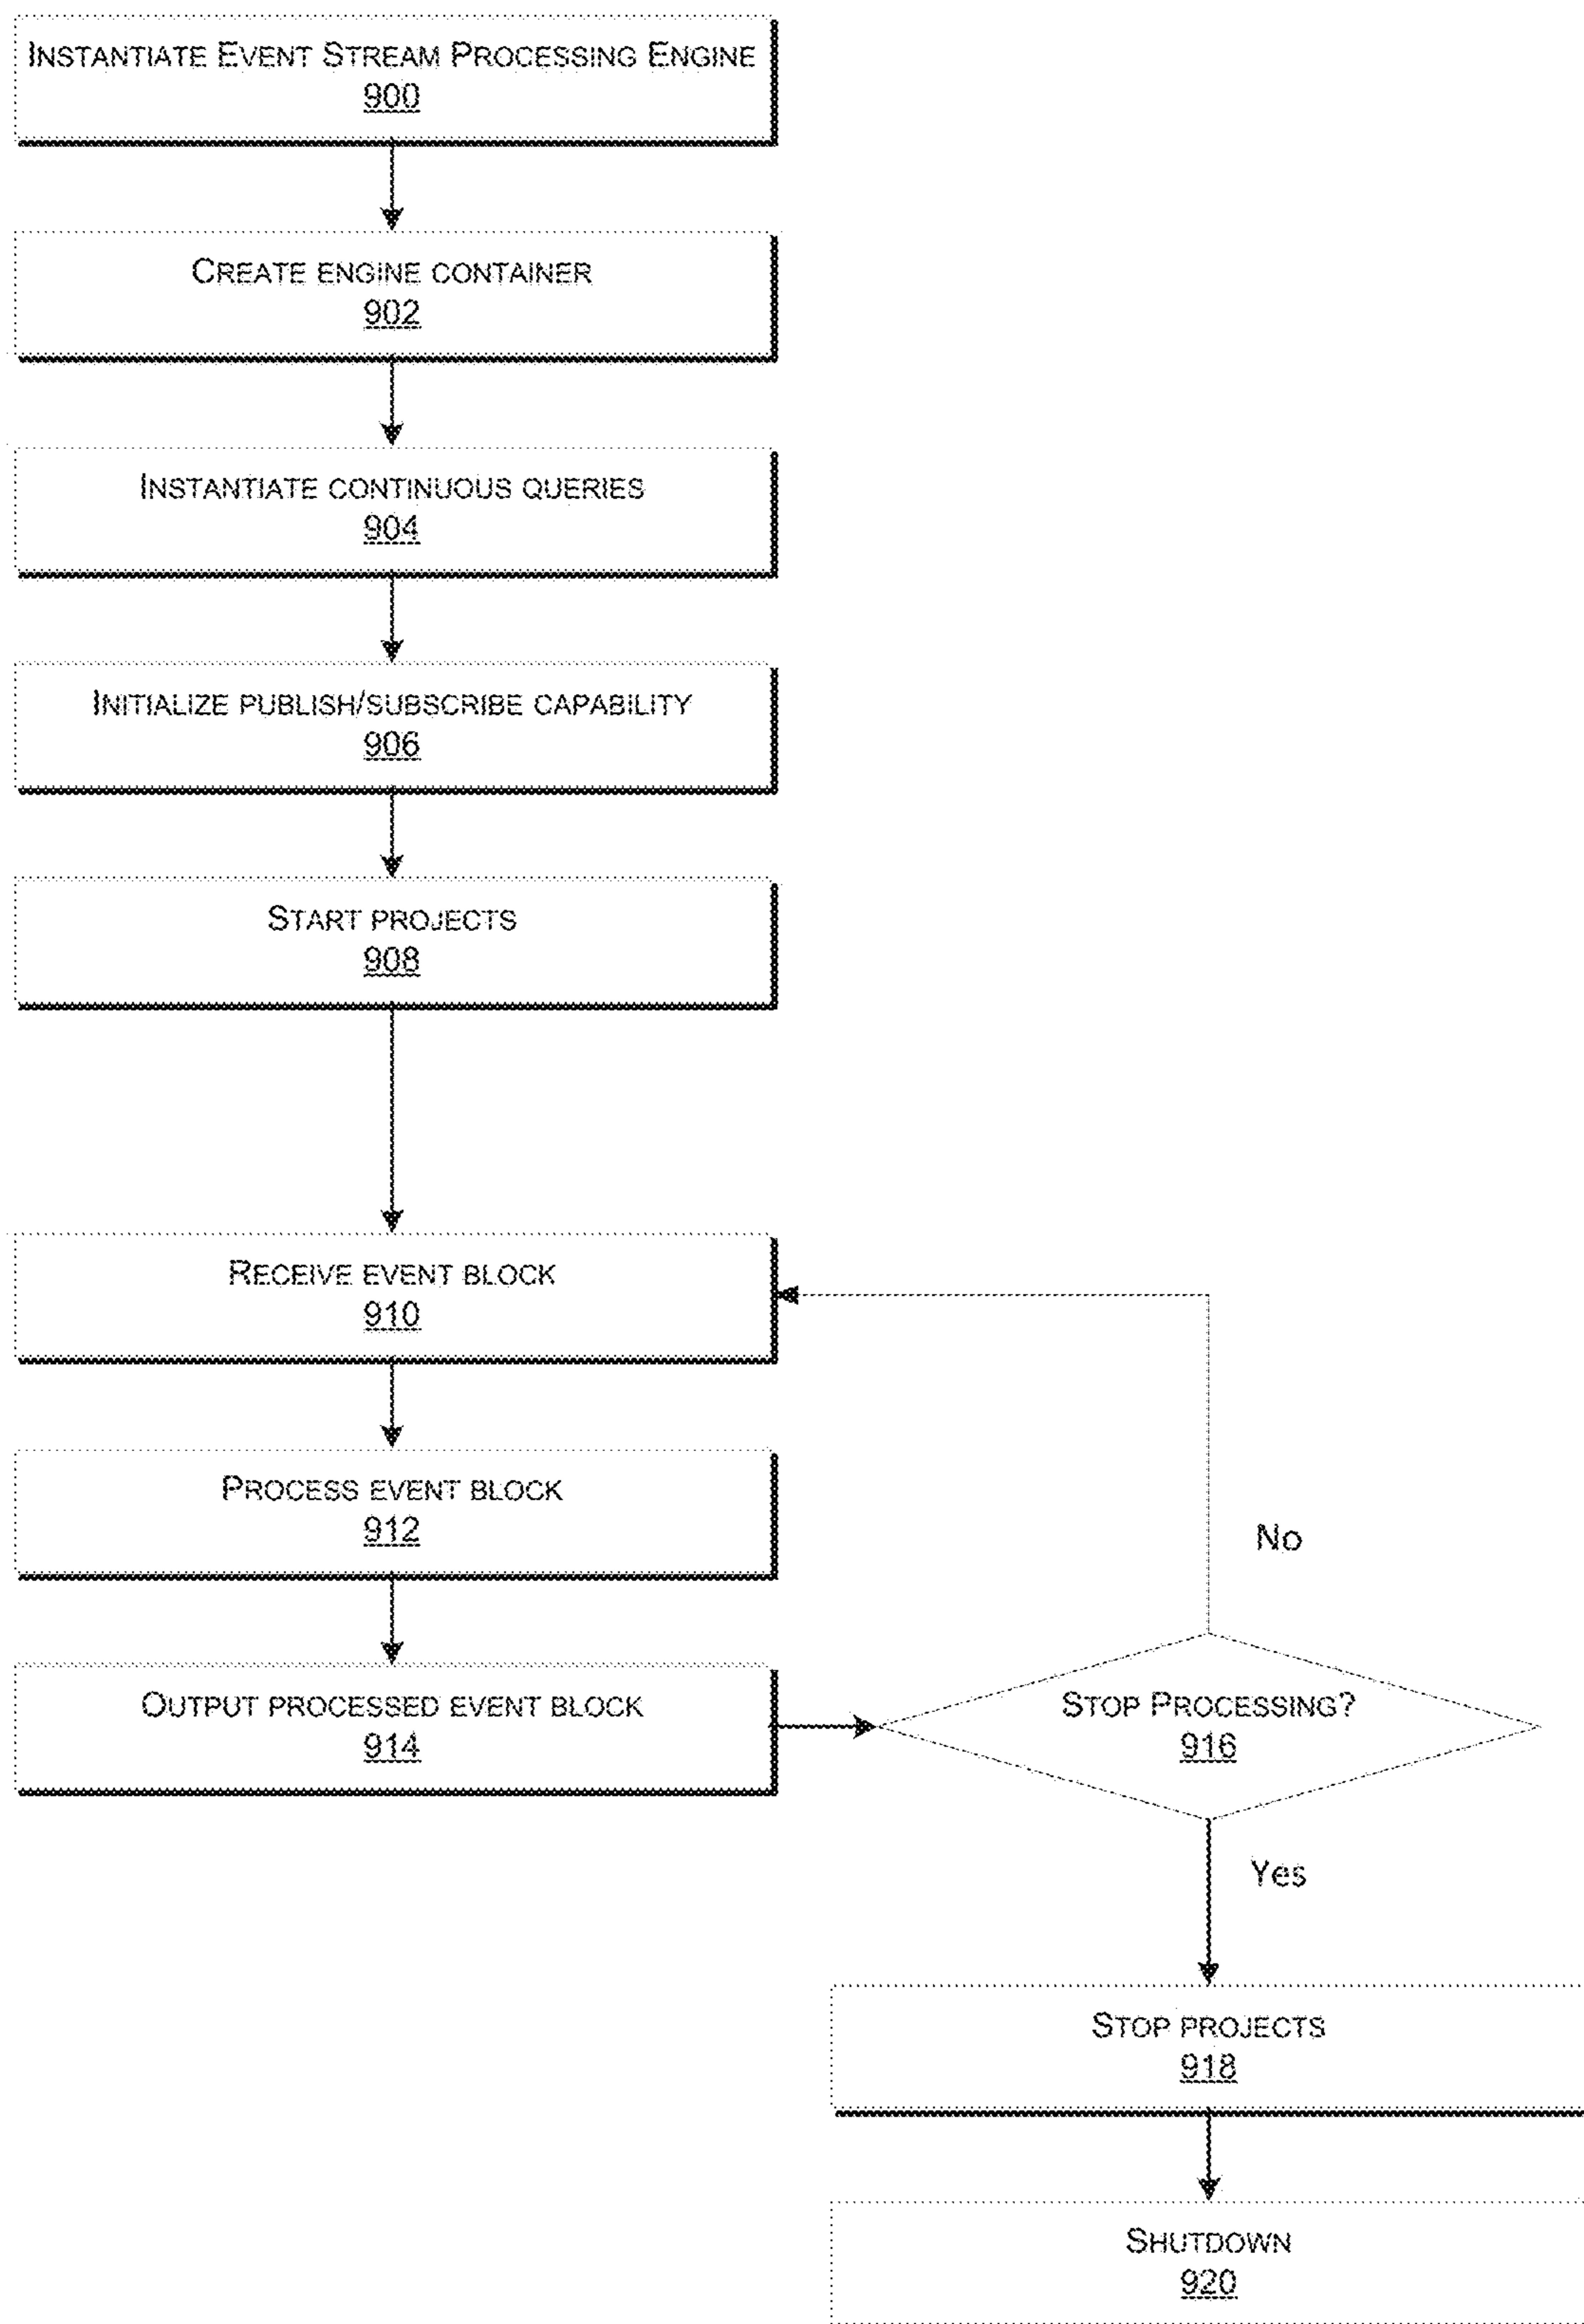 INSTANTIATE EVENT STREAM PROCESSING ENGINE
900
CREATE ENGINE CONTAINER
902
INSTANTIATE CONTINUOUS QUERIES
904
INITIALIZE PUBLISH/SUBSCRIBE CAPABILITY
906
START PROJECTS
908
RECEIVE EVENT BLOCK
910
PROCESS EVENT BLOCK
912
No
OUTPUT PROCESSED EVENT BLOCK
914
STOP PROCESSING?
916
Yes
STOP PROJECTS
918
SHUTDOWN
920